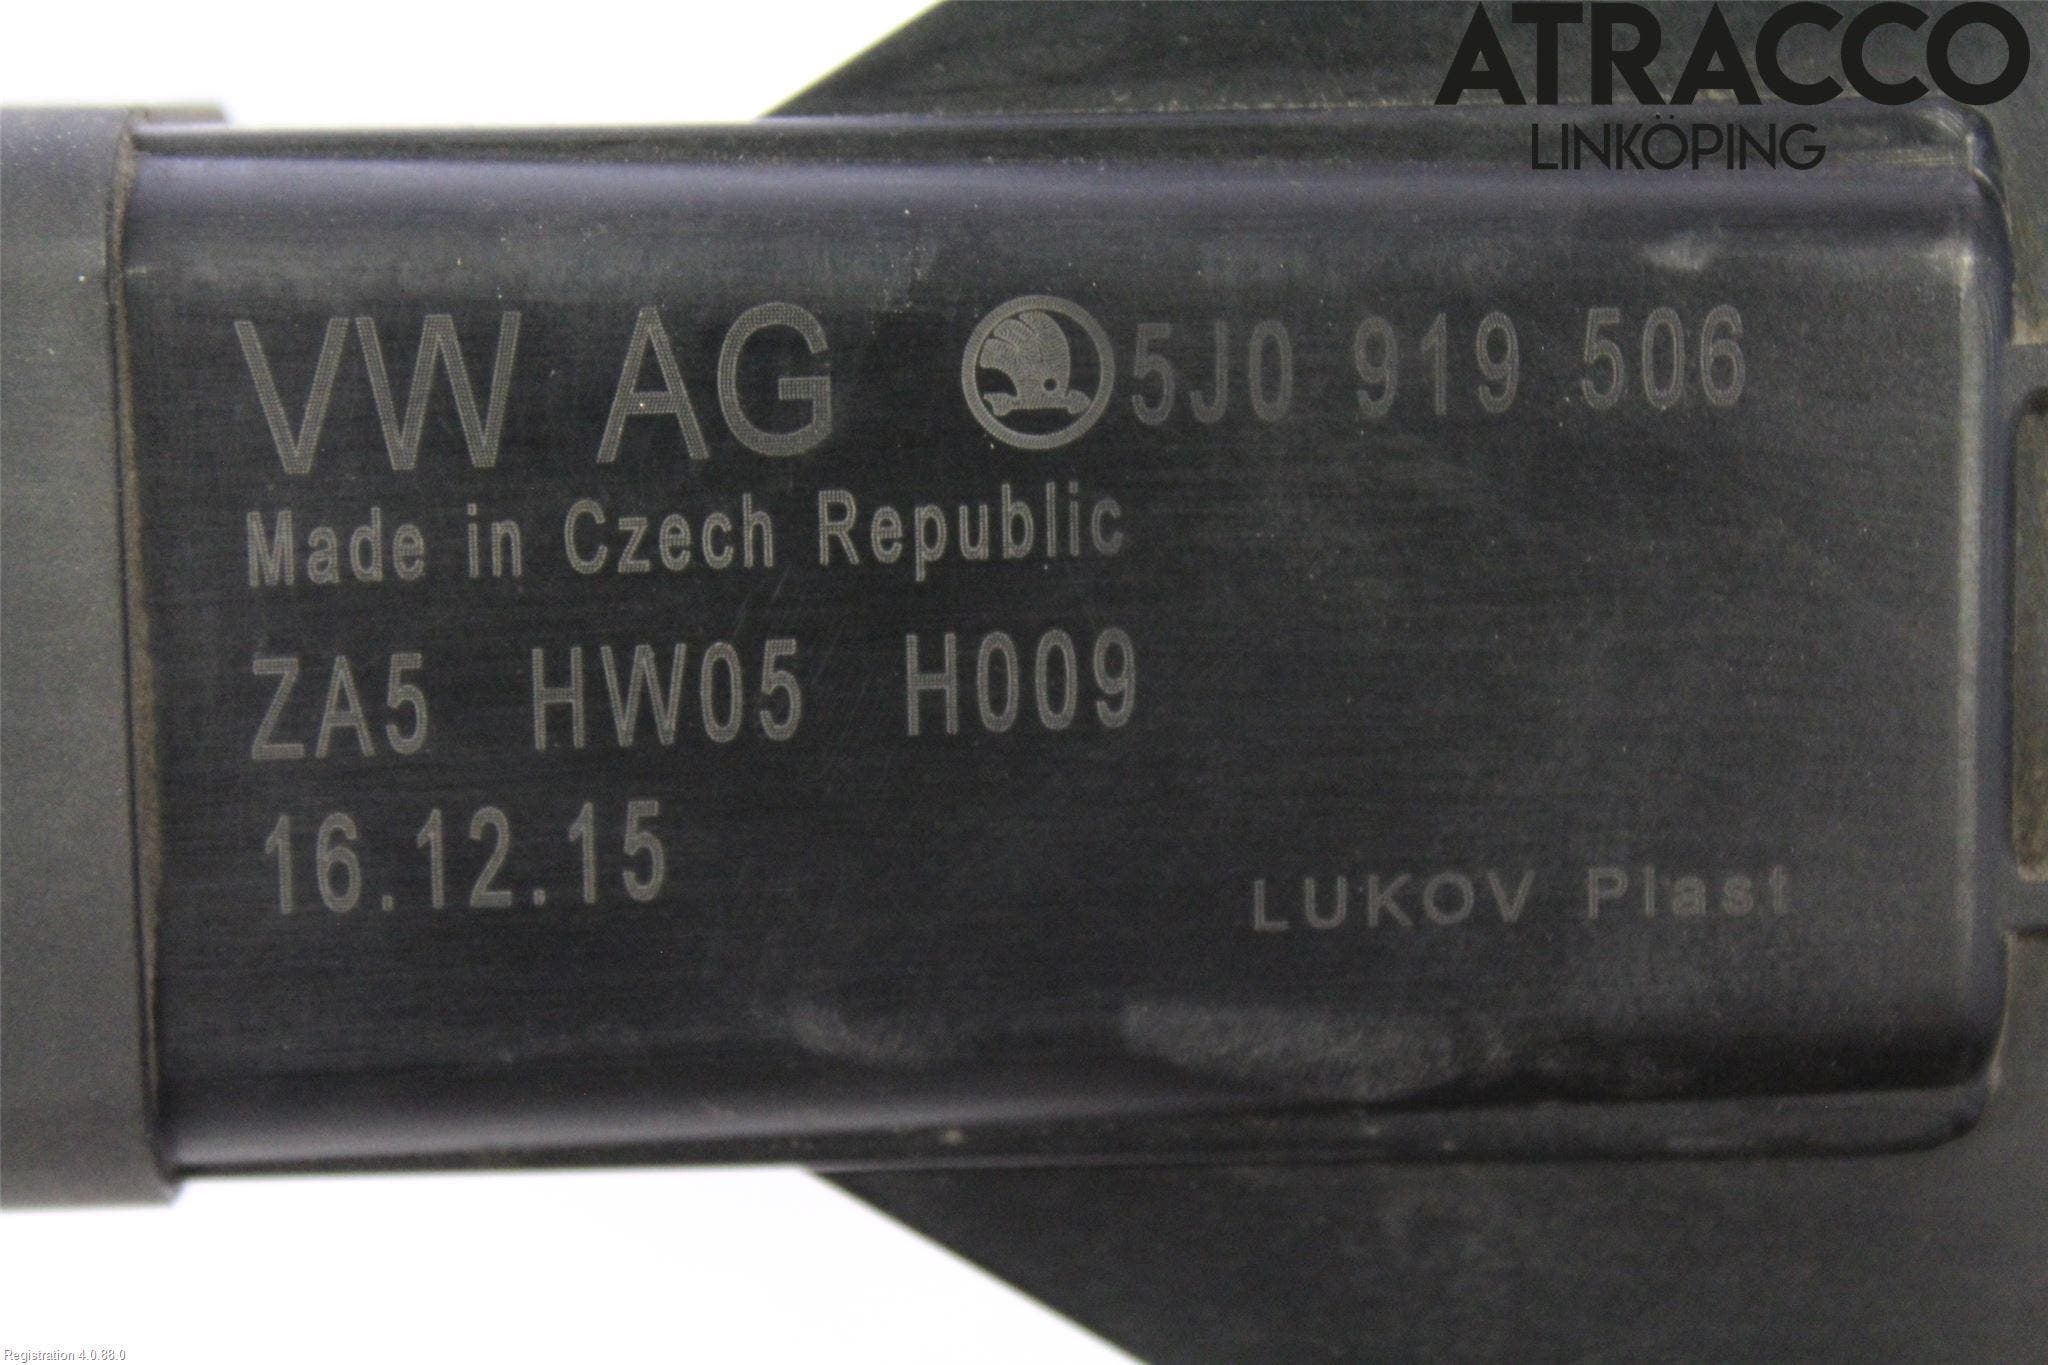 ATRACCO
LINKÖPING
VW AG 5J0 919 506
Made in Czech Republic
ZA5 HW05 H009
16.12.15
LUKOV Plast
Registration 4.0.88.0